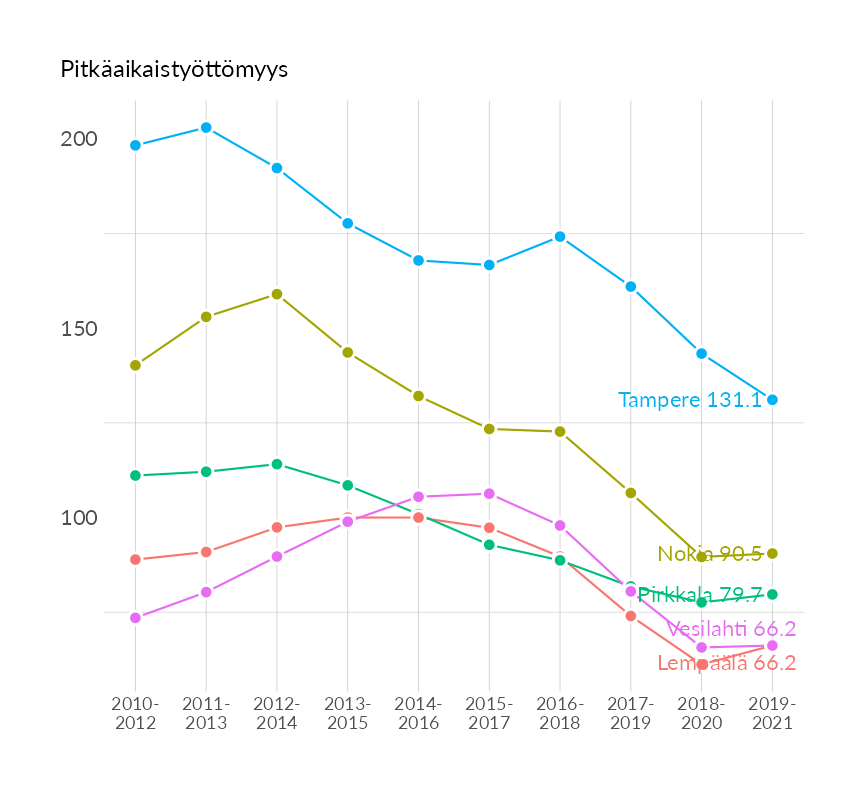 Pitkäaikaistyöttömyys
200
150
100
Tampere 131.1
Nokia 90.5
Pirkkala 79.7
Vesilahti 66.2
Lempäälä 66.2
2010- 2011- 2012- 2013- 2014- 2015- 2016- 2017- 2018- 2019-
2012 2013 2014 2015 2016 2017 2018 2019 2020 2021